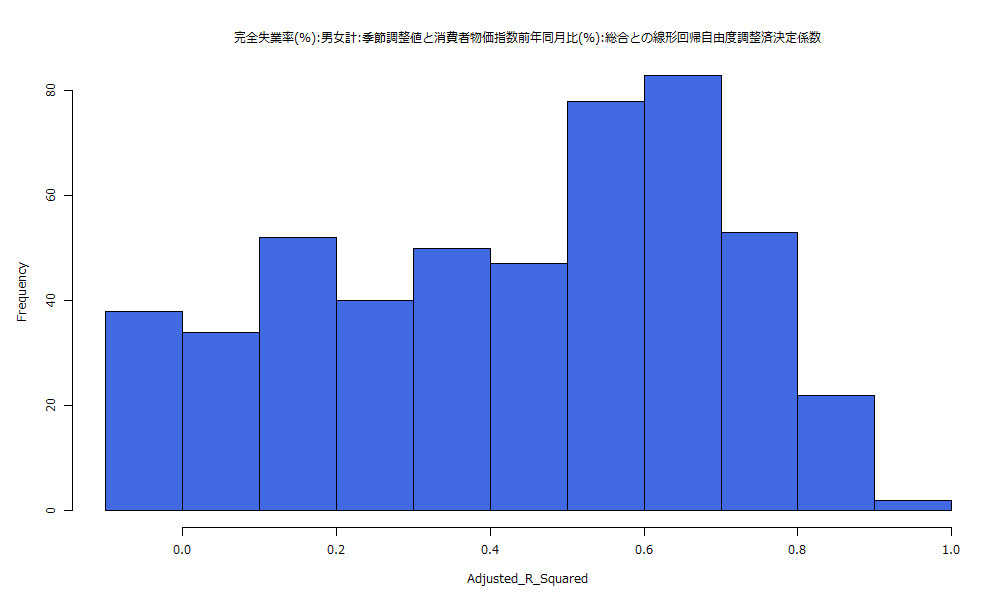 完全失業率(%):男女計:季節調整値と消費者物価指数前年同月比(%):総合との線形回帰自由度調整済決定係数
Frequency
80
60
40
20
0
0.0 0.2 0.4 0.6 0.8 1.0
Adjusted_R_Squared